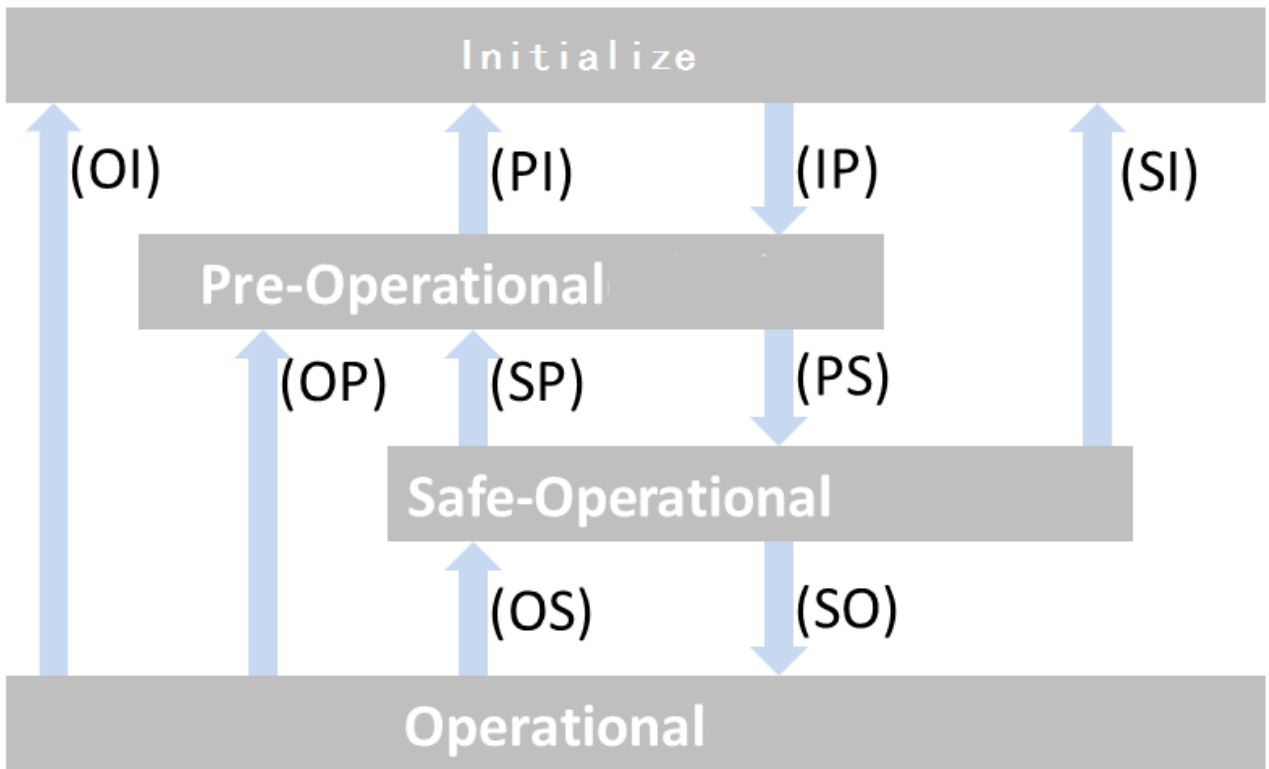 Initialize
(OI)
(PI)
(IP)
(SI)
Pre-Operational
(OP)
(SP)
(PS)
Safe-Operational
(OS)
(SO)
Operational